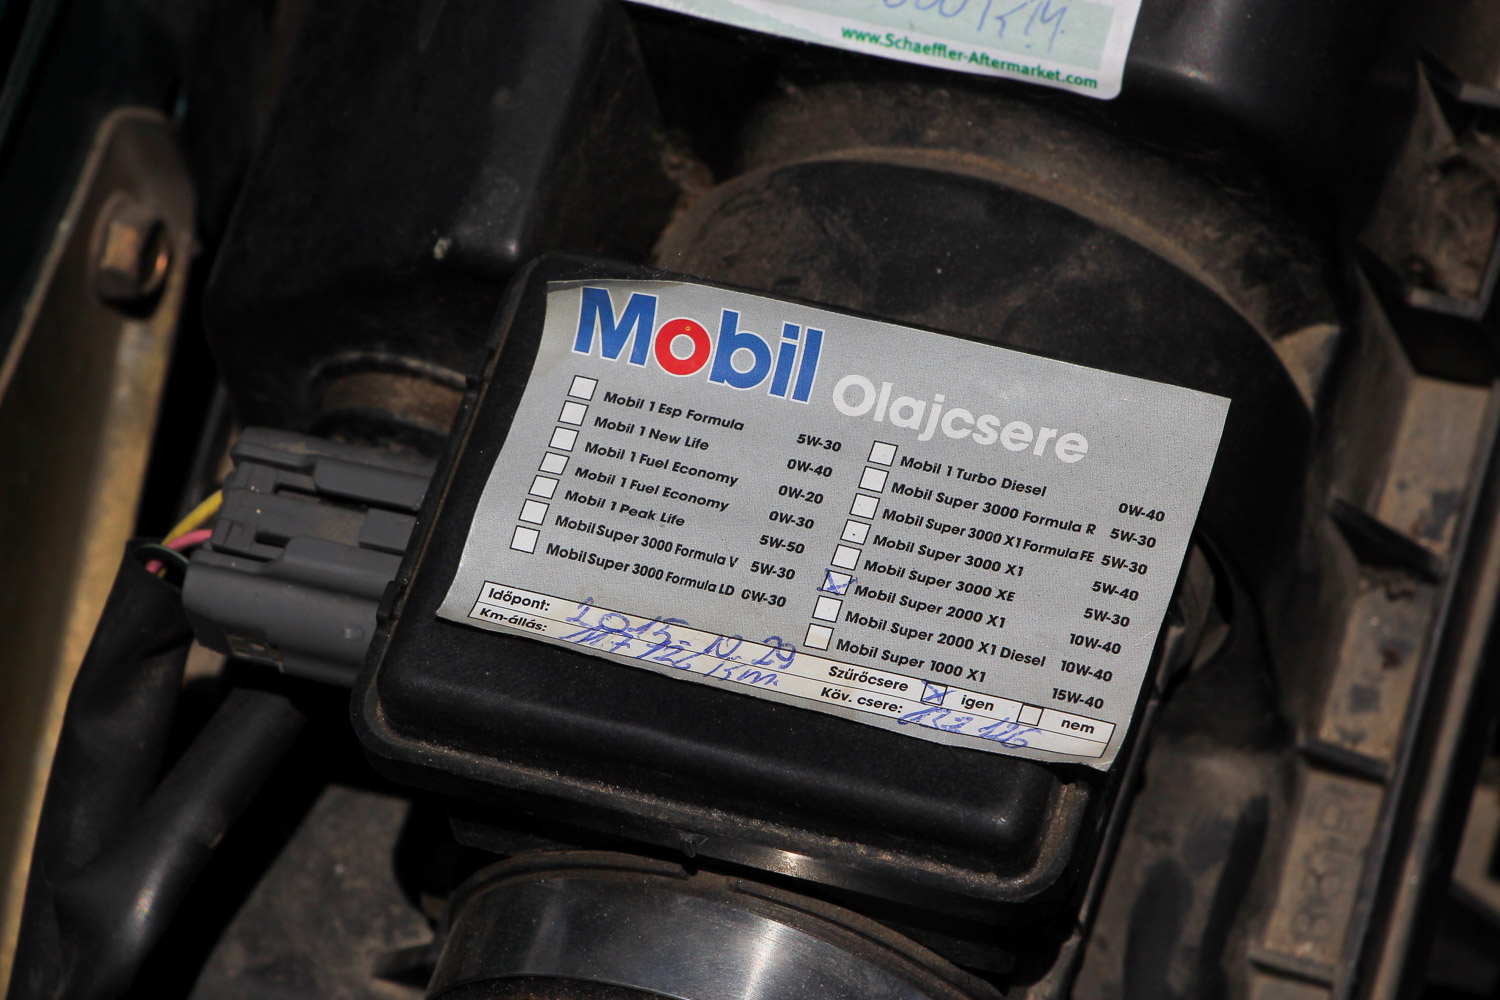 KM.
www.Schaeffler-Aftermarket.com
Mobil Olajcsere
Mobil 1 Esp Formula 5W-30
Mobil 1 New Life 0W-40
Mobil 1 Fuel Economy 0W-20
Mobil 1 Fuel Economy 0W-30
Mobil 1 Peak Life 5W-50
Mobil Super 3000 Formula V 5W-30
Mobil Super 3000 Formula LD 0W-30
Mobil 1 Turbo Diesel 0W-40
Mobil Super 3000 Formula R 5W-30
Mobil Super 3000 X1 Formula FE 5W-30
Mobil Super 3000 X1 5W-40
Mobil Super 3000 XE 5W-30
Mobil Super 2000 X1 10W-40
Mobil Super 2000 X1 Diesel 10W-40
Mobil Super 1000 X1 15W-40
Időpont: 2015. 10. 29
Km-állás: Km.
Szűrőcsere igen nem
Köv. csere: